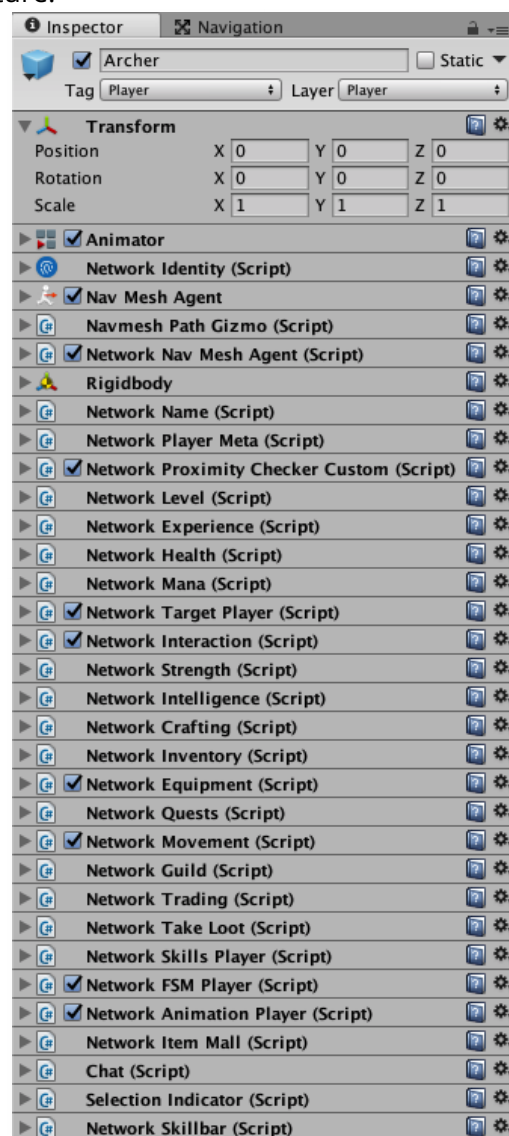 ture.
Inspector Navigation
Archer Static
Tag Player Layer Player
Transform
Position X 0 Y 0 Z 0
Rotation X 0 Y 0 Z 0
Scale X 1 Y 1 Z 1
Animator
Network Identity (Script)
Nav Mesh Agent
Navmesh Path Gizmo (Script)
Network Nav Mesh Agent (Script)
Rigidbody
Network Name (Script)
Network Player Meta (Script)
Network Proximity Checker Custom (Script)
Network Level (Script)
Network Experience (Script)
Network Health (Script)
Network Mana (Script)
Network Target Player (Script)
Network Interaction (Script)
Network Strength (Script)
Network Intelligence (Script)
Network Crafting (Script)
Network Inventory (Script)
Network Equipment (Script)
Network Quests (Script)
Network Movement (Script)
Network Guild (Script)
Network Trading (Script)
Network Take Loot (Script)
Network Skills Player (Script)
Network FSM Player (Script)
Network Animation Player (Script)
Network Item Mall (Script)
Chat (Script)
Selection Indicator (Script)
Network Skillbar (Script)